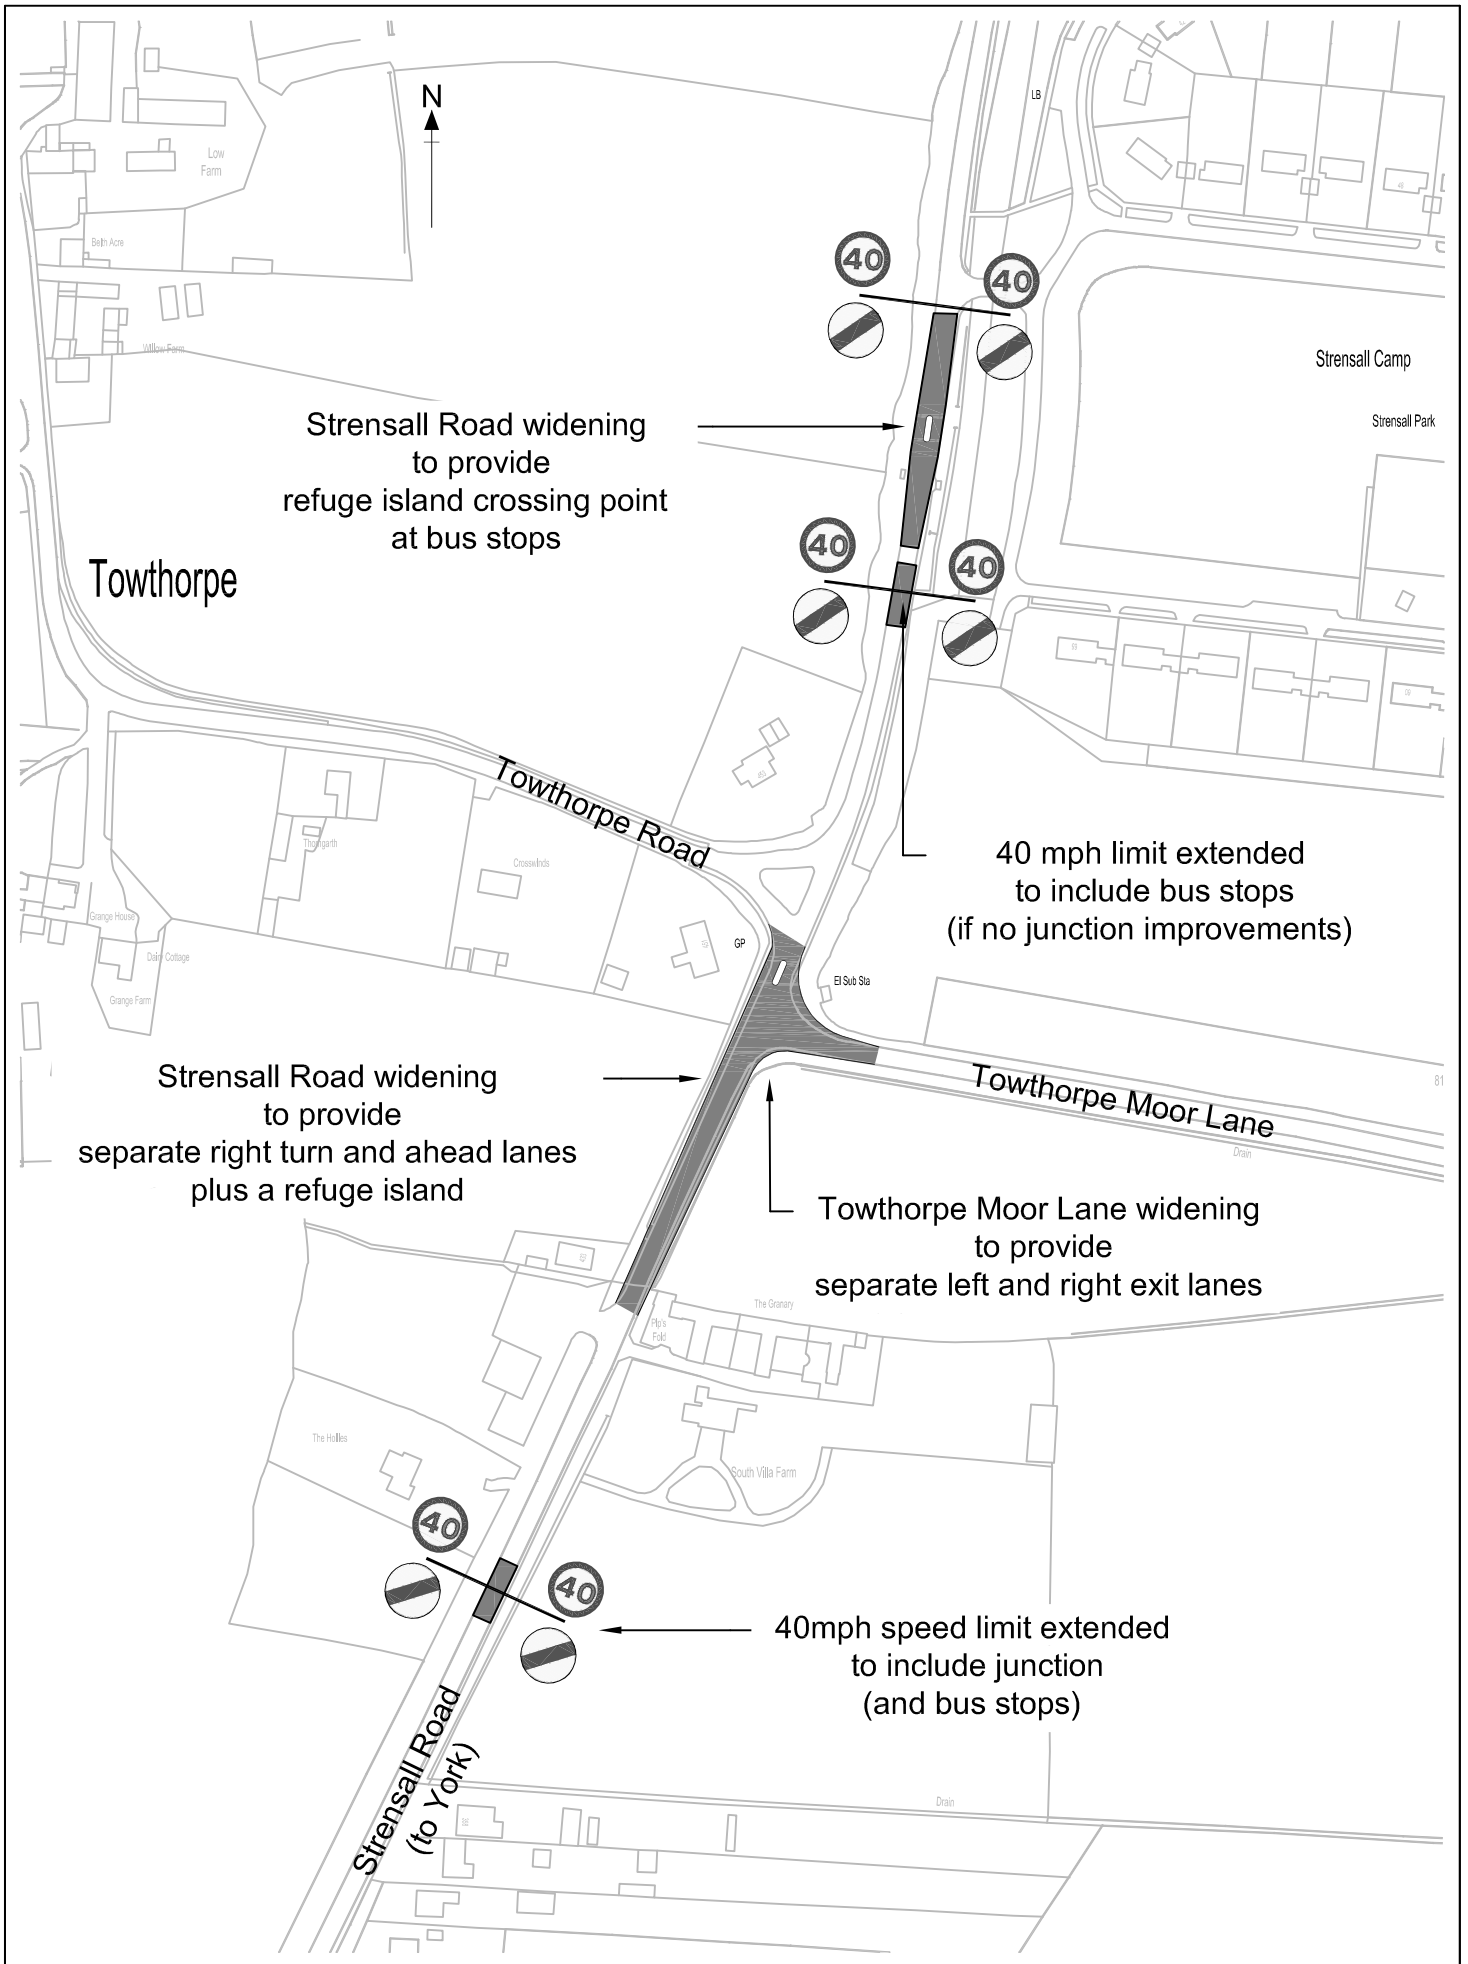 N
LB
Low
Farm
Belth Acre
Willow Farm
40
40
Strensall Camp
Strensall Park
Strensall Road widening
to provide
refuge island crossing point
at bus stops
40
40
Towthorpe
Towthorpe Road
Thorngarth
Crosswinds
40 mph limit extended
to include bus stops
(if no junction improvements)
Grange House
Dairy Cottage
Grange Farm
GP
El Sub Sta
Towthorpe Moor Lane
81
Drain
Strensall Road widening
to provide
separate right turn and ahead lanes
plus a refuge island
Towthorpe Moor Lane widening
to provide
separate left and right exit lanes
The Granary
Pip's
Fold
The Hollies
South Villa Farm
40
40
40mph speed limit extended
to include junction
(and bus stops)
Strensall Road
(to York)
Drain